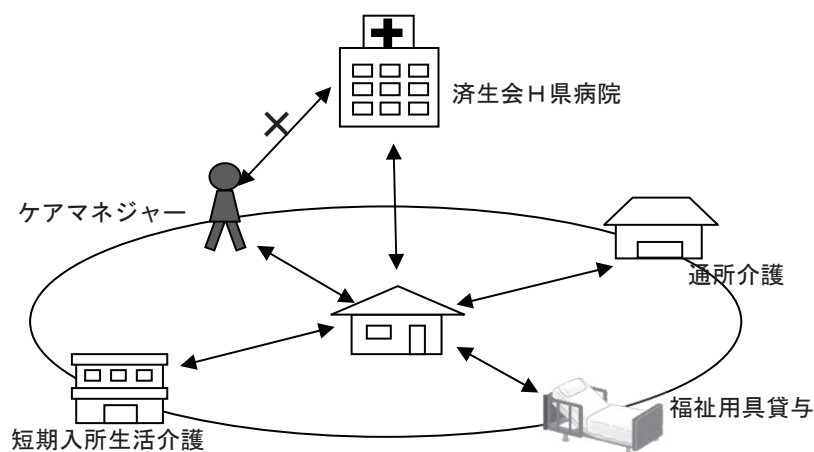 済生会Ｈ県病院
ケアマネジャー
通所介護
福祉用具貸与
短期入所生活介護